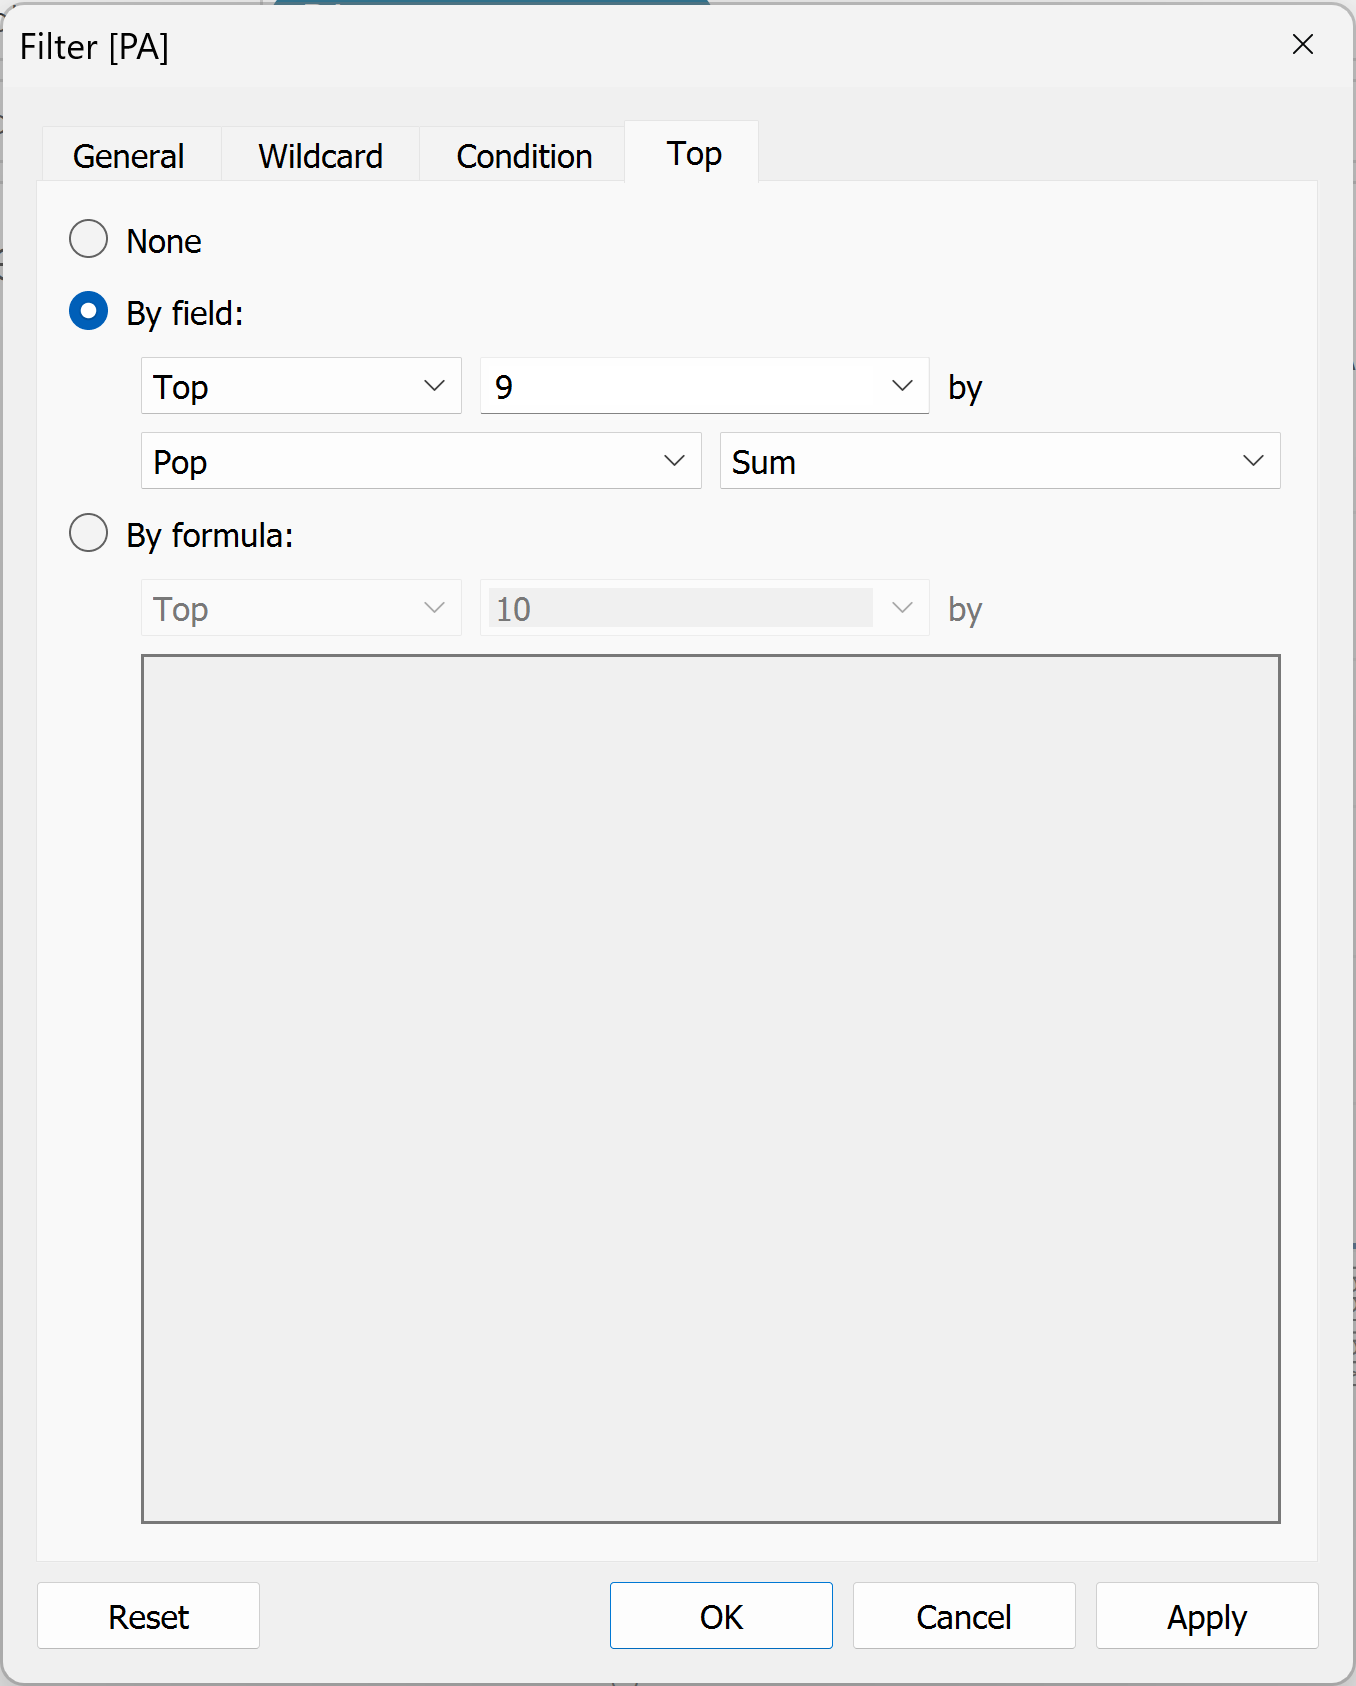 Filter [PA]
General Wildcard Condition Top
None
By field:
Top 9 by
Pop Sum
By formula:
Top 10 by
Reset OK Cancel Apply